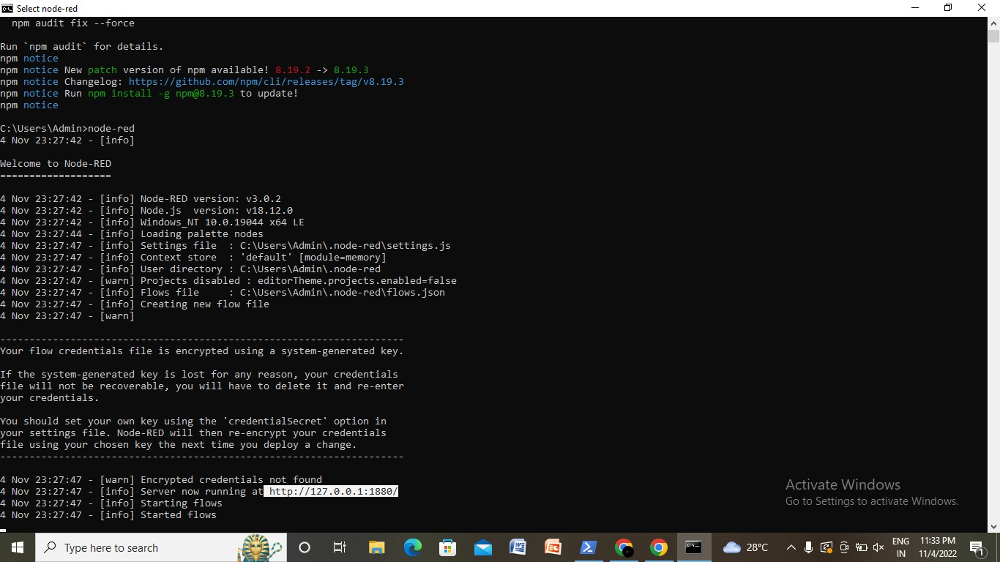 Select node-red
npm audit fix --force
Run `npm audit` for details.
npm notice
npm notice New patch version of npm available! 8.19.2 -> 8.19.3
npm notice Changelog: https://github.com/npm/cli/releases/tag/v8.19.3
npm notice Run npm install -g npm@8.19.3 to update!
npm notice
C:\Users\Admin>node-red
4 Nov 23:27:42 - [info]
Welcome to Node-RED
===================
4 Nov 23:27:42 - [info] Node-RED version: v3.0.2
4 Nov 23:27:42 - [info] Node.js  version: v18.12.0
4 Nov 23:27:42 - [info] Windows_NT 10.0.19044 x64 LE
4 Nov 23:27:44 - [info] Loading palette nodes
4 Nov 23:27:47 - [info] Settings file  : C:\Users\Admin\.node-red\settings.js
4 Nov 23:27:47 - [info] Context store  : 'default' [module=memory]
4 Nov 23:27:47 - [info] User directory : C:\Users\Admin\.node-red
4 Nov 23:27:47 - [warn] Projects disabled : editorTheme.projects.enabled=false
4 Nov 23:27:47 - [info] Flows file     : C:\Users\Admin\.node-red\flows.json
4 Nov 23:27:47 - [info] Creating new flow file
4 Nov 23:27:47 - [warn]
---------------------------------------------------------------------
Your flow credentials file is encrypted using a system-generated key.
If the system-generated key is lost for any reason, your credentials
file will not be recoverable, you will have to delete it and re-enter
your credentials.
You should set your own key using the 'credentialSecret' option in
your settings file. Node-RED will then re-encrypt your credentials
file using your chosen key the next time you deploy a change.
---------------------------------------------------------------------
4 Nov 23:27:47 - [warn] Encrypted credentials not found
4 Nov 23:27:47 - [info] Server now running at http://127.0.0.1:1880/
4 Nov 23:27:47 - [info] Starting flows
4 Nov 23:27:47 - [info] Started flows
Activate Windows
Go to Settings to activate Windows.
Type here to search
28°C
ENG
IN
11:33 PM
11/4/2022
1